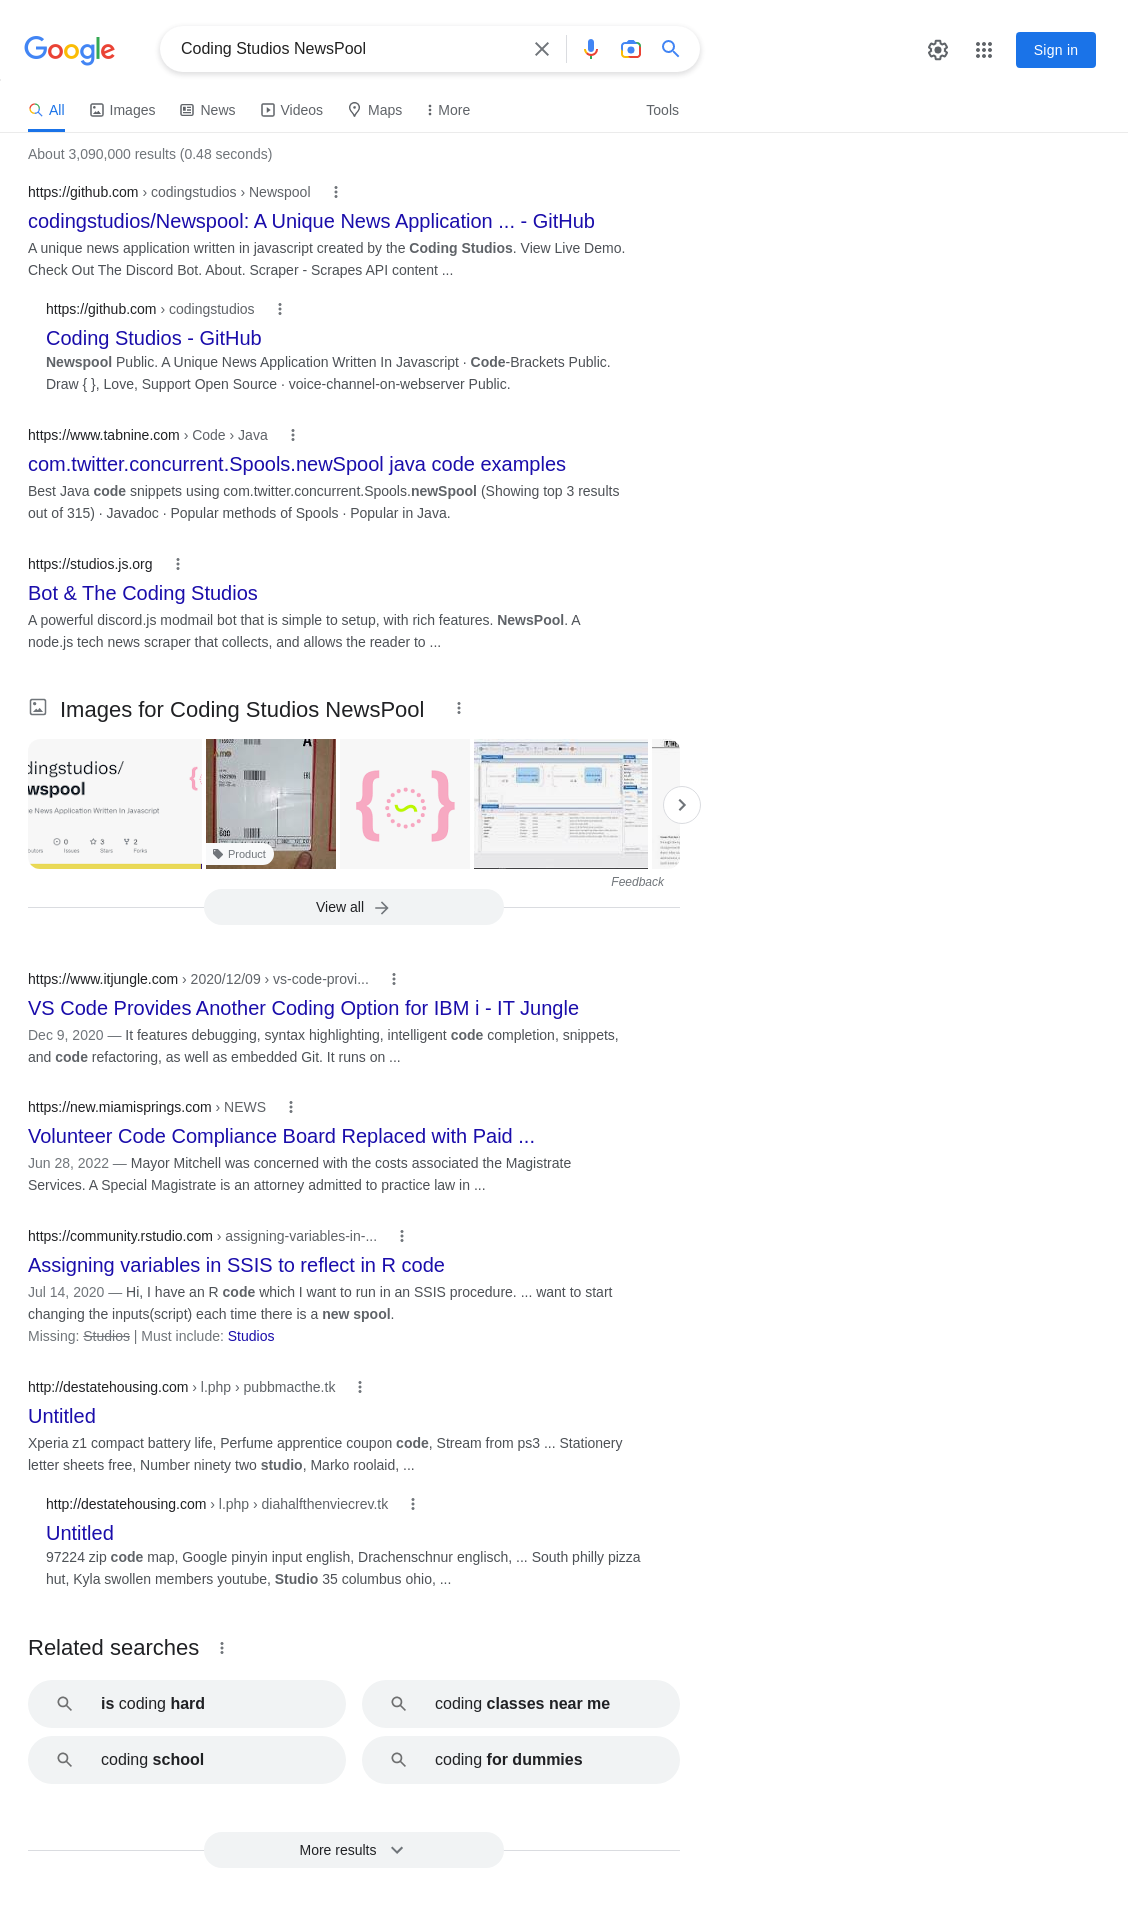 Google
Coding Studios NewsPool
Sign in
All Images News Videos Maps More Tools
About 3,090,000 results (0.48 seconds)
https://github.com › codingstudios › Newspool
codingstudios/Newspool: A Unique News Application ... - GitHub
A unique news application written in javascript created by the Coding Studios. View Live Demo.
Check Out The Discord Bot. About. Scraper - Scrapes API content ...
https://github.com › codingstudios
Coding Studios - GitHub
Newspool Public. A Unique News Application Written In Javascript · Code-Brackets Public.
Draw { }, Love, Support Open Source · voice-channel-on-webserver Public.
https://www.tabnine.com › Code › Java
com.twitter.concurrent.Spools.newSpool java code examples
Best Java code snippets using com.twitter.concurrent.Spools.newSpool (Showing top 3 results
out of 315) · Javadoc · Popular methods of Spools · Popular in Java.
https://studios.js.org
Bot & The Coding Studios
A powerful discord.js modmail bot that is simple to setup, with rich features. NewsPool. A
node.js tech news scraper that collects, and allows the reader to ...
Images for Coding Studios NewsPool
dingstudios/
wspool
e News Application Written In Javascript
0 3 2
Issues Stars Forks
Product
Feedback
View all
https://www.itjungle.com › 2020/12/09 › vs-code-provi...
VS Code Provides Another Coding Option for IBM i - IT Jungle
Dec 9, 2020 — It features debugging, syntax highlighting, intelligent code completion, snippets,
and code refactoring, as well as embedded Git. It runs on ...
https://new.miamisprings.com › NEWS
Volunteer Code Compliance Board Replaced with Paid ...
Jun 28, 2022 — Mayor Mitchell was concerned with the costs associated the Magistrate
Services. A Special Magistrate is an attorney admitted to practice law in ...
https://community.rstudio.com › assigning-variables-in-...
Assigning variables in SSIS to reflect in R code
Jul 14, 2020 — Hi, I have an R code which I want to run in an SSIS procedure. ... want to start
changing the inputs(script) each time there is a new spool.
Missing: Studios | Must include: Studios
http://destatehousing.com › l.php › pubbmacthe.tk
Untitled
Xperia z1 compact battery life, Perfume apprentice coupon code, Stream from ps3 ... Stationery
letter sheets free, Number ninety two studio, Marko roolaid, ...
http://destatehousing.com › l.php › diahalfthenviecrev.tk
Untitled
97224 zip code map, Google pinyin input english, Drachenschnur englisch, ... South philly pizza
hut, Kyla swollen members youtube, Studio 35 columbus ohio, ...
Related searches
is coding hard
coding classes near me
coding school
coding for dummies
More results